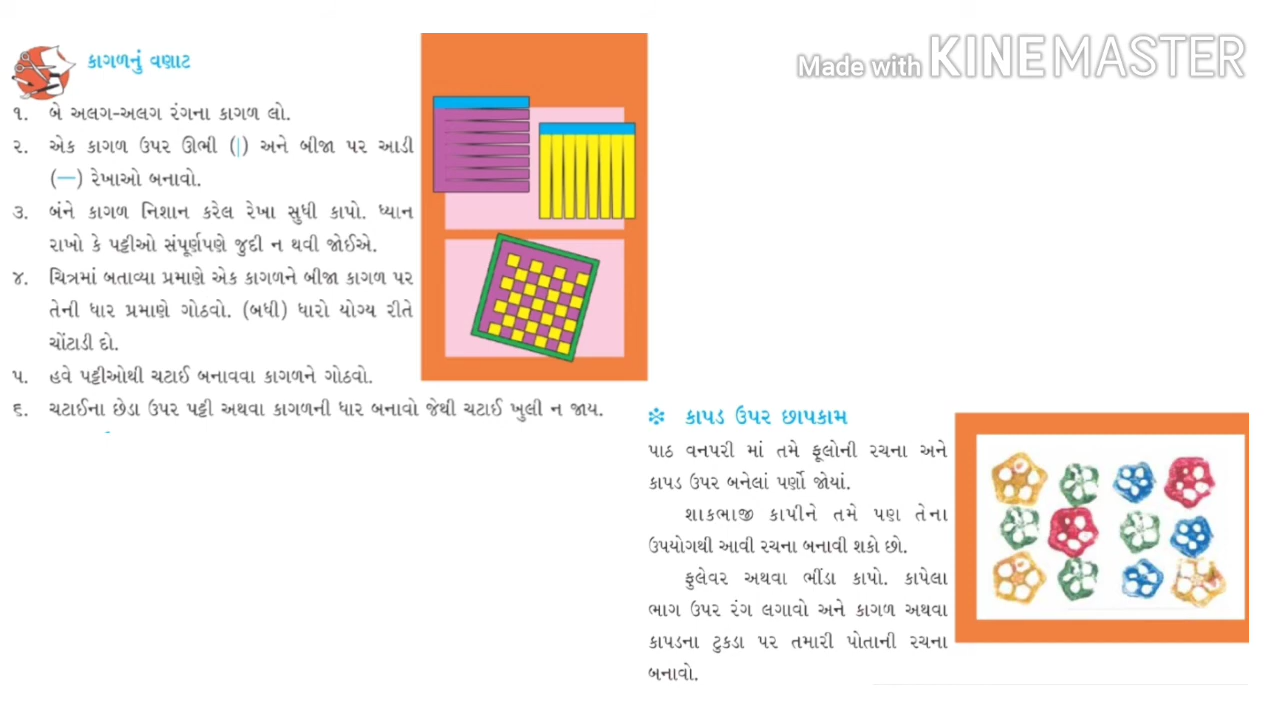 કાગળનું વણાટ
૧. બે અલગ-અલગ રંગના કાગળ લો.
૨. એક કાગળ ઉપર ઊભી (|) અને બીજા પર આડી
(—) રેખાઓ બનાવો.
૩. બંને કાગળ નિશાન કરેલ રેખા સુધી કાપો. ધ્યાન
રાખો કે પટ્ટીઓ સંપૂર્ણપણે જુદી ન થવી જોઈએ.
૪. ચિત્રમાં બતાવ્યા પ્રમાણે એક કાગળને બીજા કાગળ પર
તેની ધાર પ્રમાણે ગોઠવો. (બધી) ધારો યોગ્ય રીતે
ચોંટાડી દો.
૫. હવે પટ્ટીઓથી ચટાઈ બનાવવા કાગળને ગોઠવો.
૬. ચટાઈના છેડા ઉપર પટ્ટી અથવા કાગળની ધાર બનાવો જેથી ચટાઈ ખુલી ન જાય.
Made with KINEMASTER
❇ કાપડ ઉપર છાપકામ
પાઠ વનપરી માં તમે ફૂલોની રચના અને
કાપડ ઉપર બનેલાં પર્ણો જોયાં.
શાકભાજી કાપીને તમે પણ તેના
ઉપયોગથી આવી રચના બનાવી શકો છો.
ફુલેવર અથવા ભીંડા કાપો. કાપેલા
ભાગ ઉપર રંગ લગાવો અને કાગળ અથવા
કાપડના ટુકડા પર તમારી પોતાની રચના
બનાવો.